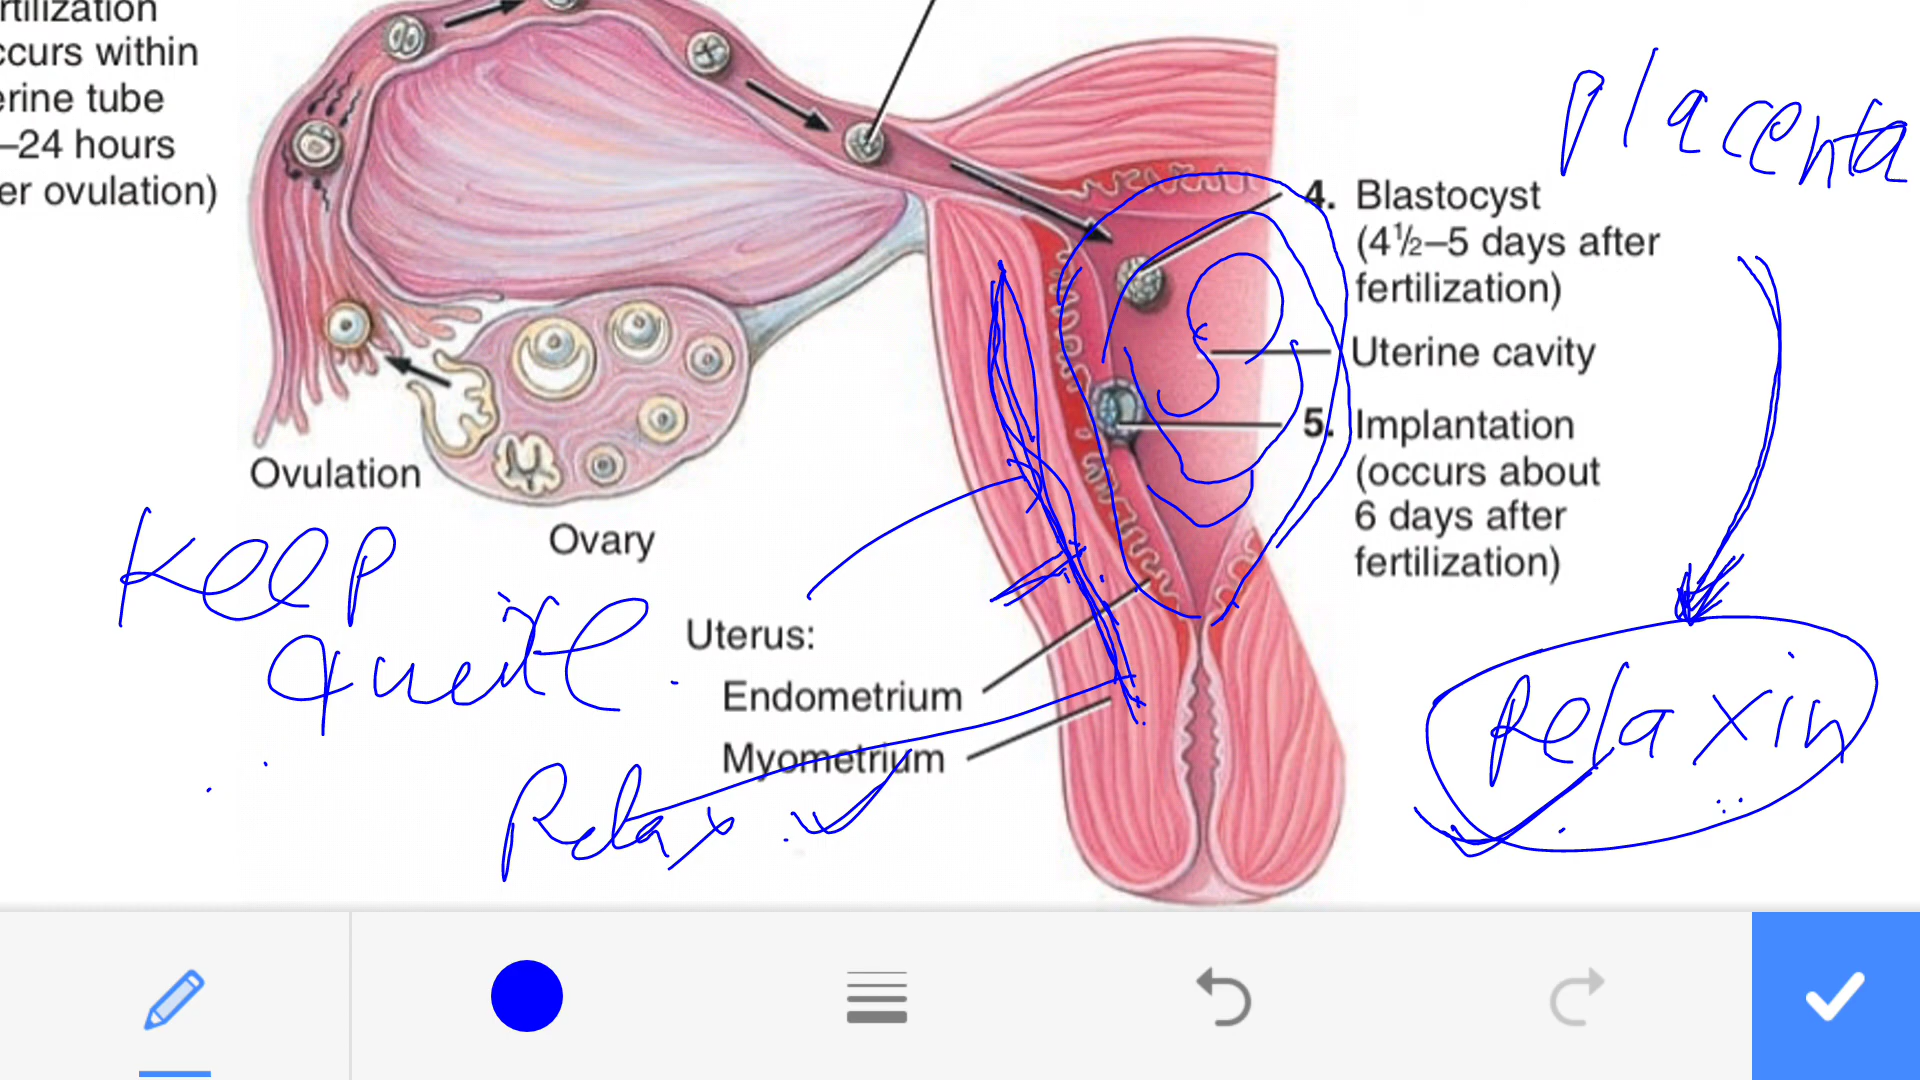 rtilization
ccurs within
erine tube
–24 hours
er ovulation)
Placenta
4. Blastocyst
(4½–5 days after
fertilization)
Uterine cavity
5. Implantation
(occurs about
6 days after
fertilization)
Ovulation
Ovary
Keep
Uterus:
Endometrium
Myometrium
Relax
Relaxin